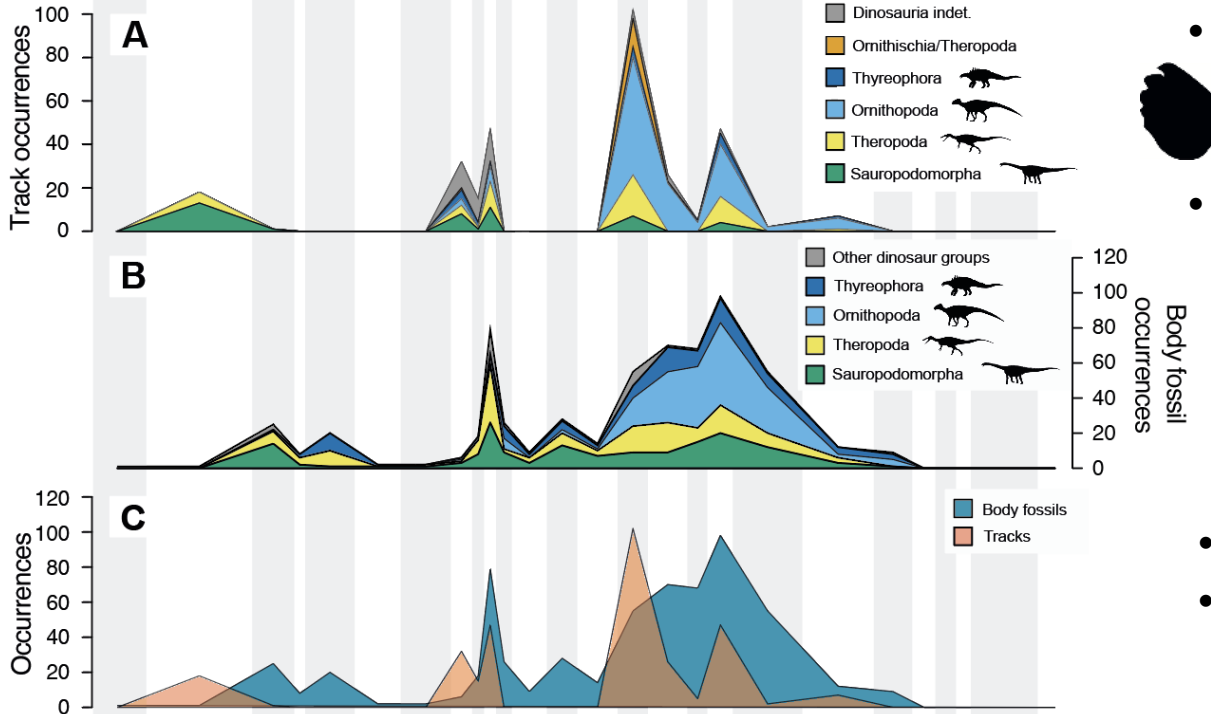 A
Track occurrences
100
80
60
40
20
0
Dinosauria indet.
Ornithischia/Theropoda
Thyreophora
Ornithopoda
Theropoda
Sauropodomorpha
B
Other dinosaur groups
Thyreophora
Ornithopoda
Theropoda
Sauropodomorpha
120
100
80
60
40
20
0
Body fossil
occurrences
C
Occurrences
120
100
80
60
40
20
0
Body fossils
Tracks